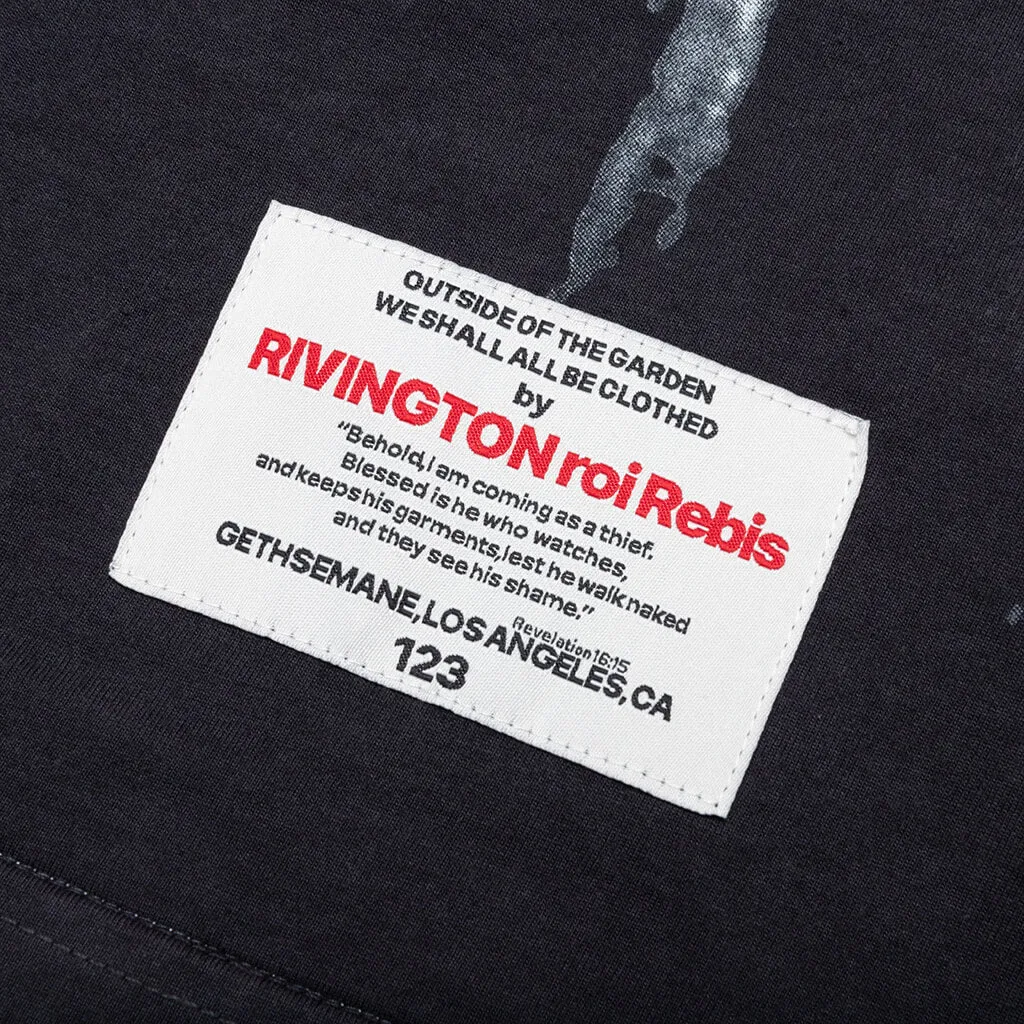 OUTSIDE OF THE GARDEN
WE SHALL ALL BE CLOTHED
by
RIVINGTON roi Rebis
“Behold, I am coming as a thief.
Blessed is he who watches,
and keeps his garments, lest he walk naked
and they see his shame.”
Revelation 16:15
GETHSEMANE, LOS ANGELES, CA
123